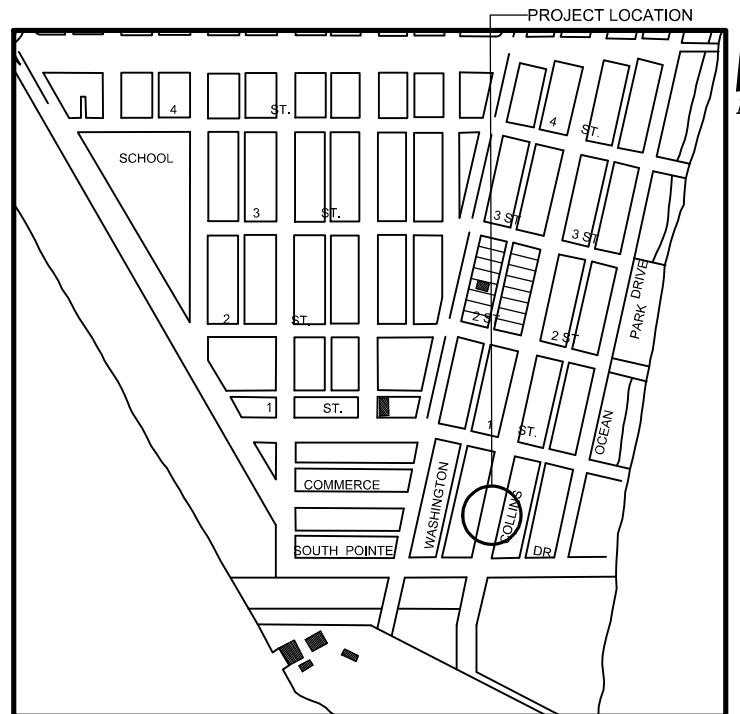 PROJECT LOCATION
4 ST.
4 ST.
SCHOOL
3 ST.
3 ST
3 ST
PARK DRIVE
2 ST.
2 ST
2 ST
1 ST.
1 ST.
OCEAN
COMMERCE
WASHINGTON
COLLINS
SOUTH POINTE
DR.